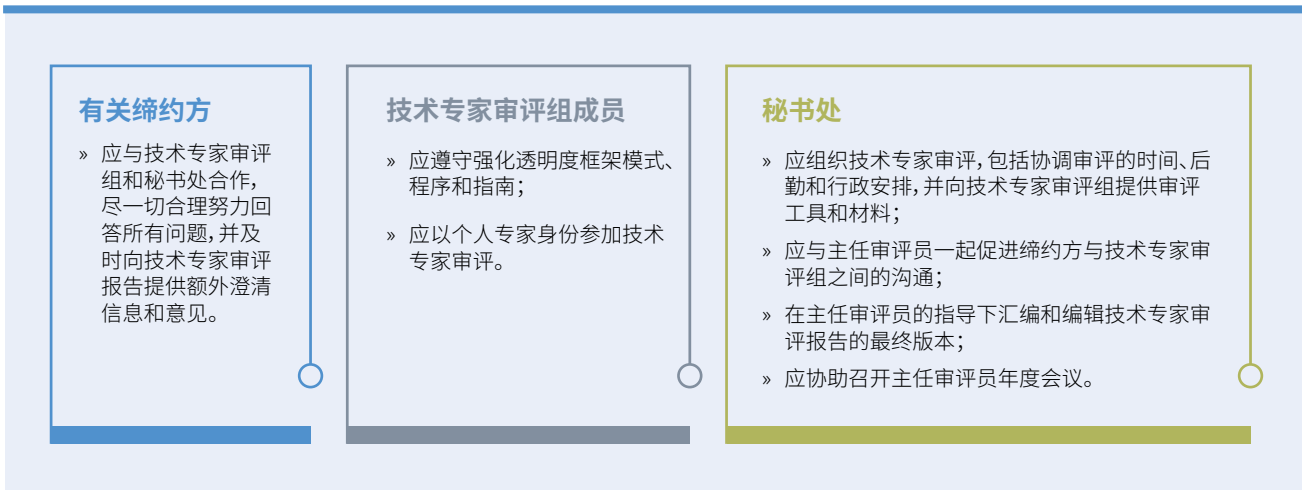 有关缔约方
» 应与技术专家审评
组和秘书处合作,
尽一切合理努力回
答所有问题,并及
时向技术专家审评
报告提供额外澄清
信息和意见。
技术专家审评组成员
» 应遵守强化透明度框架模式、
程序和指南;
» 应以个人专家身份参加技术
专家审评。
秘书处
» 应组织技术专家审评,包括协调审评的时间、后
勤和行政安排,并向技术专家审评组提供审评
工具和材料;
» 应与主任审评员一起促进缔约方与技术专家审
评组之间的沟通;
» 在主任审评员的指导下汇编和编辑技术专家审
评报告的最终版本;
» 应协助召开主任审评员年度会议。